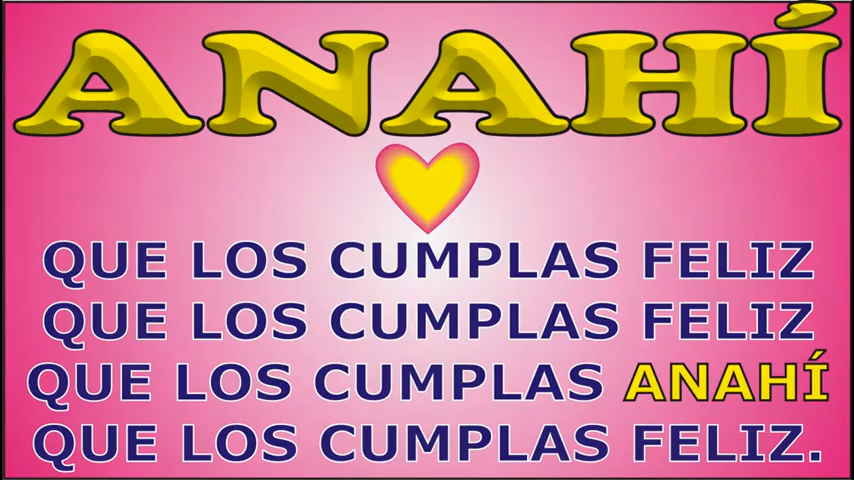 ANAHÍ
QUE LOS CUMPLAS FELIZ
QUE LOS CUMPLAS FELIZ
QUE LOS CUMPLAS ANAHÍ
QUE LOS CUMPLAS FELIZ.